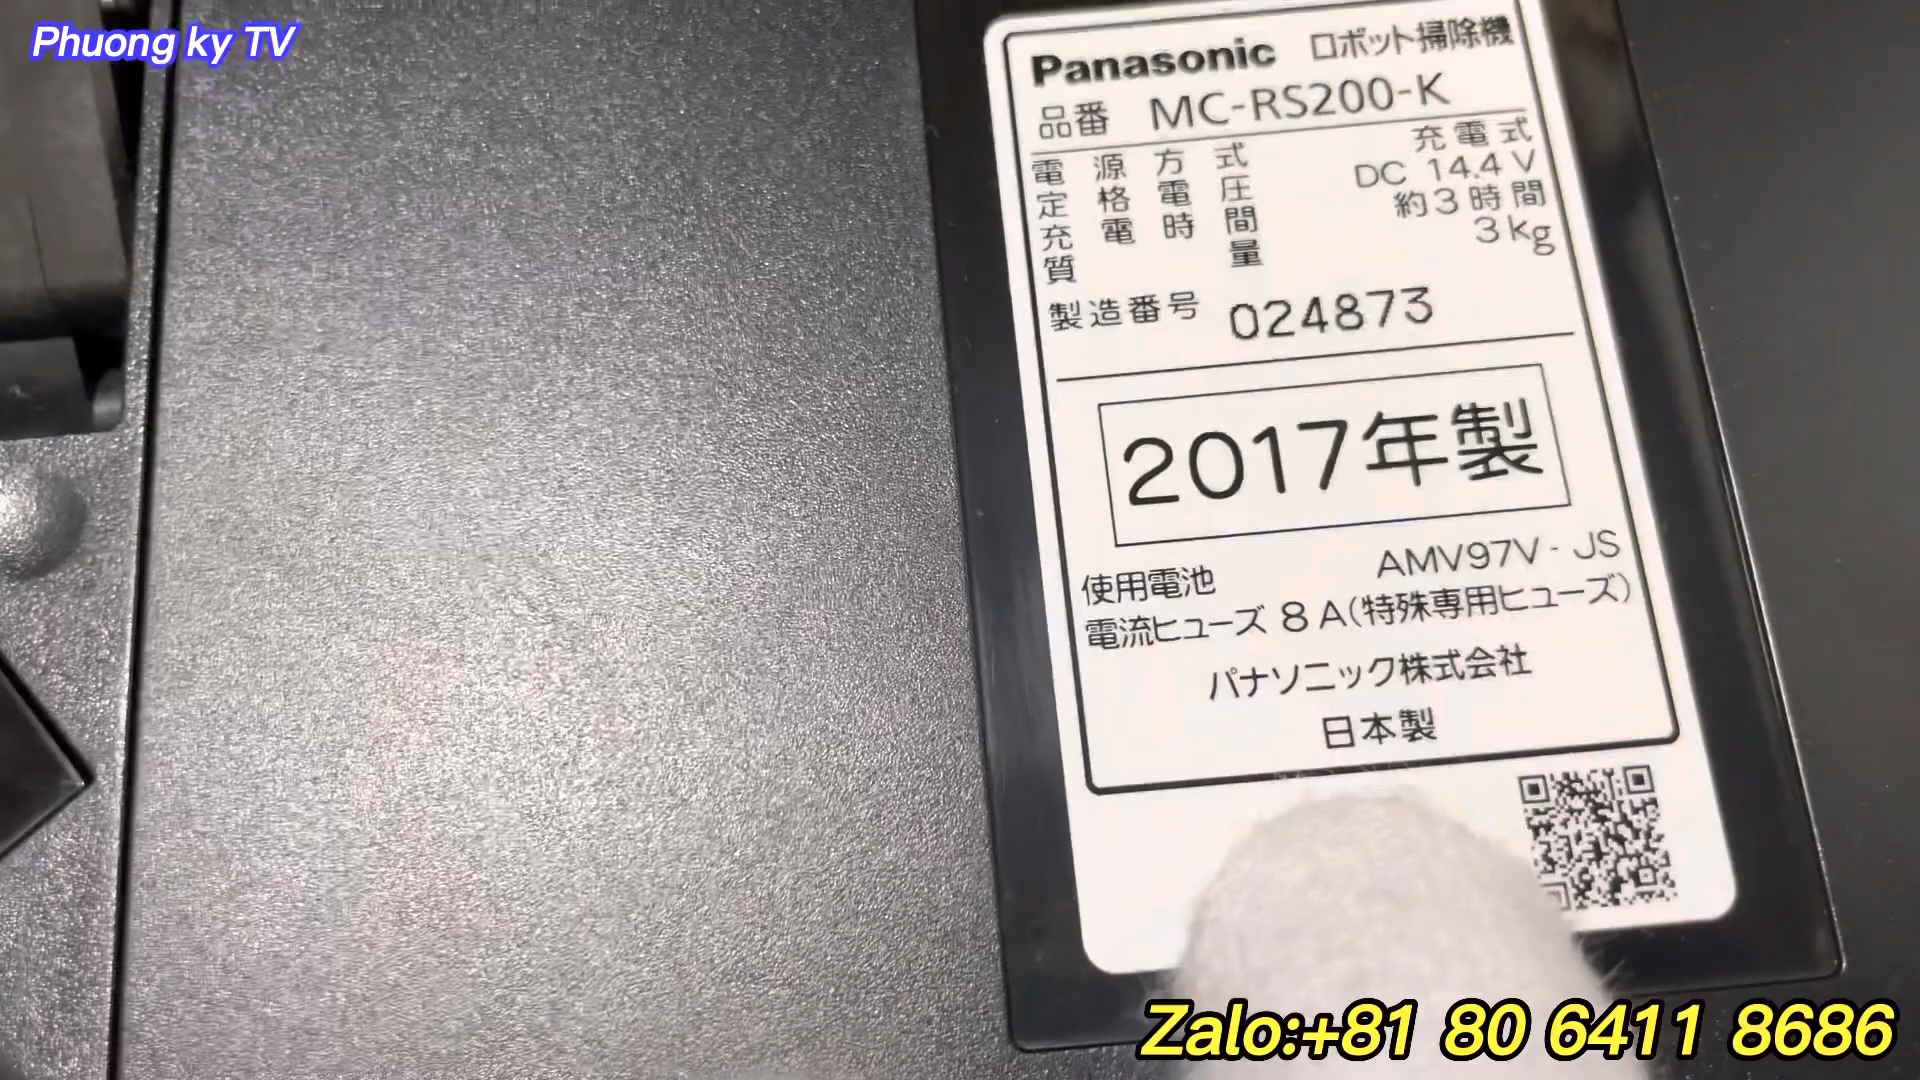 Phuong ky TV
Panasonic ロボット掃除機
品番 MC-RS200-K
電源方式 充電式
定格電圧 DC 14.4 V
充電時間 約3時間
質量 3 kg
製造番号 024873
2017年製
使用電池 AMV97V-JS
電流ヒューズ 8A(特殊専用ヒューズ)
パナソニック株式会社
日本製
Zalo:+81 80 6411 8686